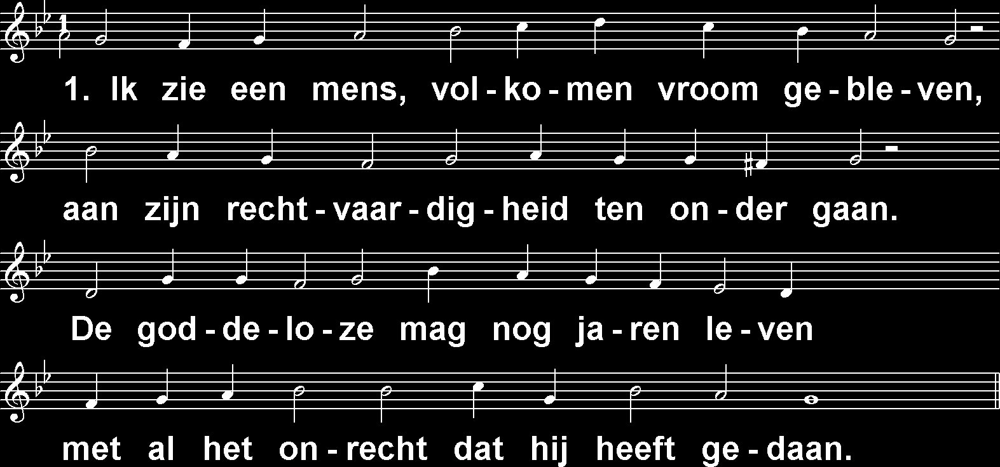 1. Ik zie een mens, vol - ko - men vroom ge - ble - ven,
aan zijn recht - vaar - dig - heid ten on - der gaan.
De god - de - lo - ze mag nog ja - ren le - ven
met al het on - recht dat hij heeft ge - daan.